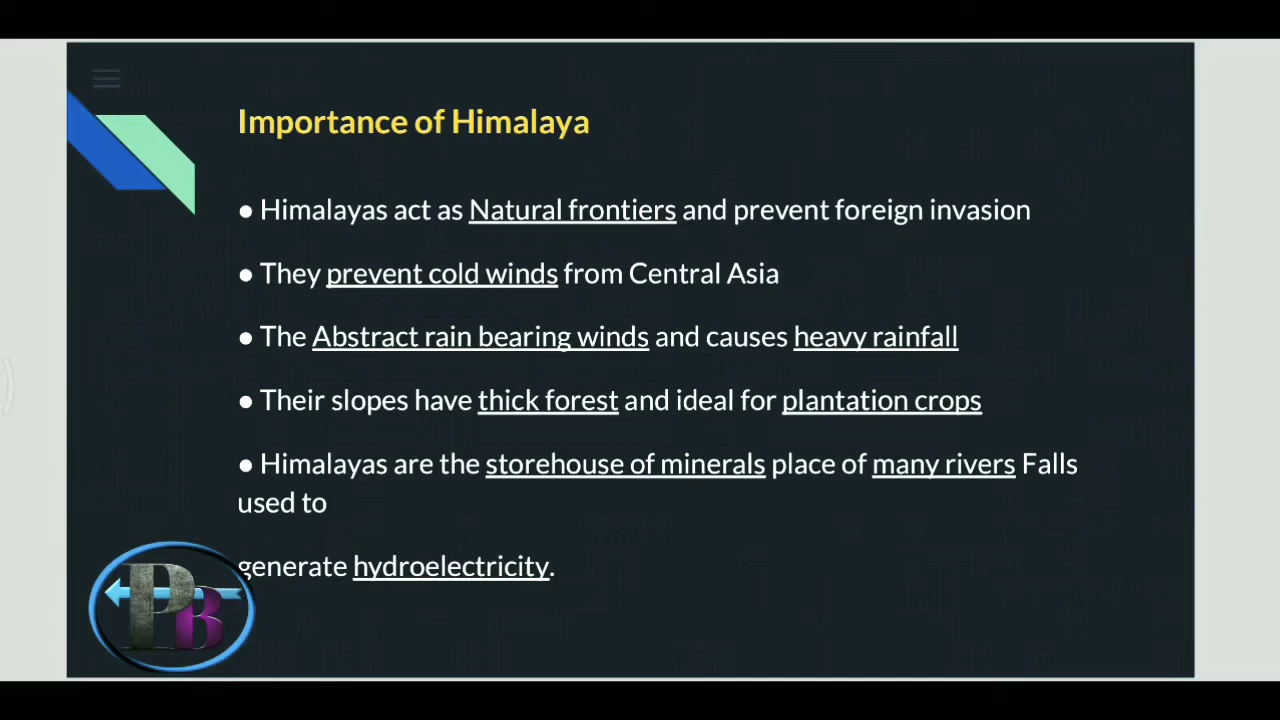 Importance of Himalaya
● Himalayas act as Natural frontiers and prevent foreign invasion
● They prevent cold winds from Central Asia
● The Abstract rain bearing winds and causes heavy rainfall
● Their slopes have thick forest and ideal for plantation crops
● Himalayas are the storehouse of minerals place of many rivers Falls
used to
generate hydroelectricity.
PB